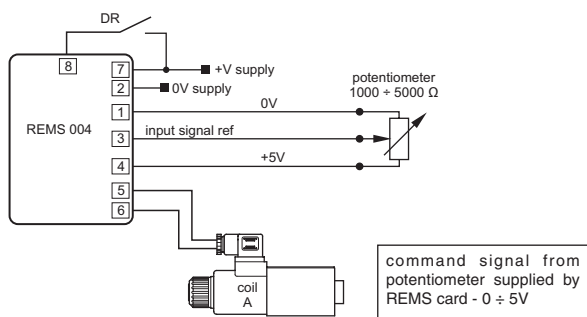 DR
8
7
+V supply
2
0V supply
potentiometer
1000 ÷ 5000 Ω
1
0V
REMS 004
3
input signal ref
4
+5V
5
6
coil
A
command signal from
potentiometer supplied by
REMS card - 0 ÷ 5V